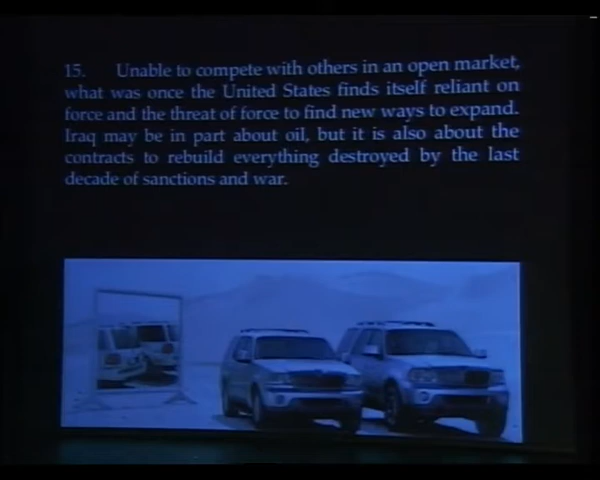 15. Unable to compete with others in an open market,
what was once the United States finds itself reliant on
force and the threat of force to find new ways to expand.
Iraq may be in part about oil, but it is also about the
contracts to rebuild everything destroyed by the last
decade of sanctions and war.